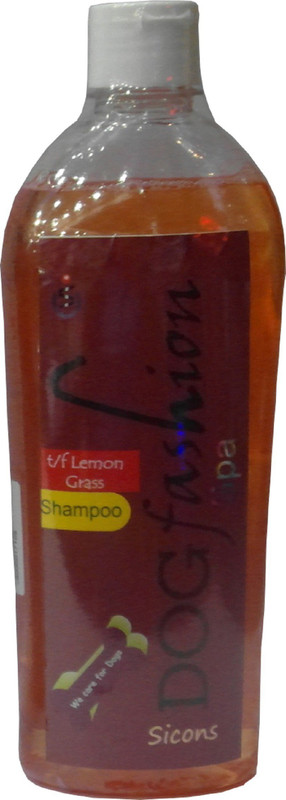 DOG fashion
spa
t/f Lemon
Grass
Shampoo
We care for Dogs
Sicons